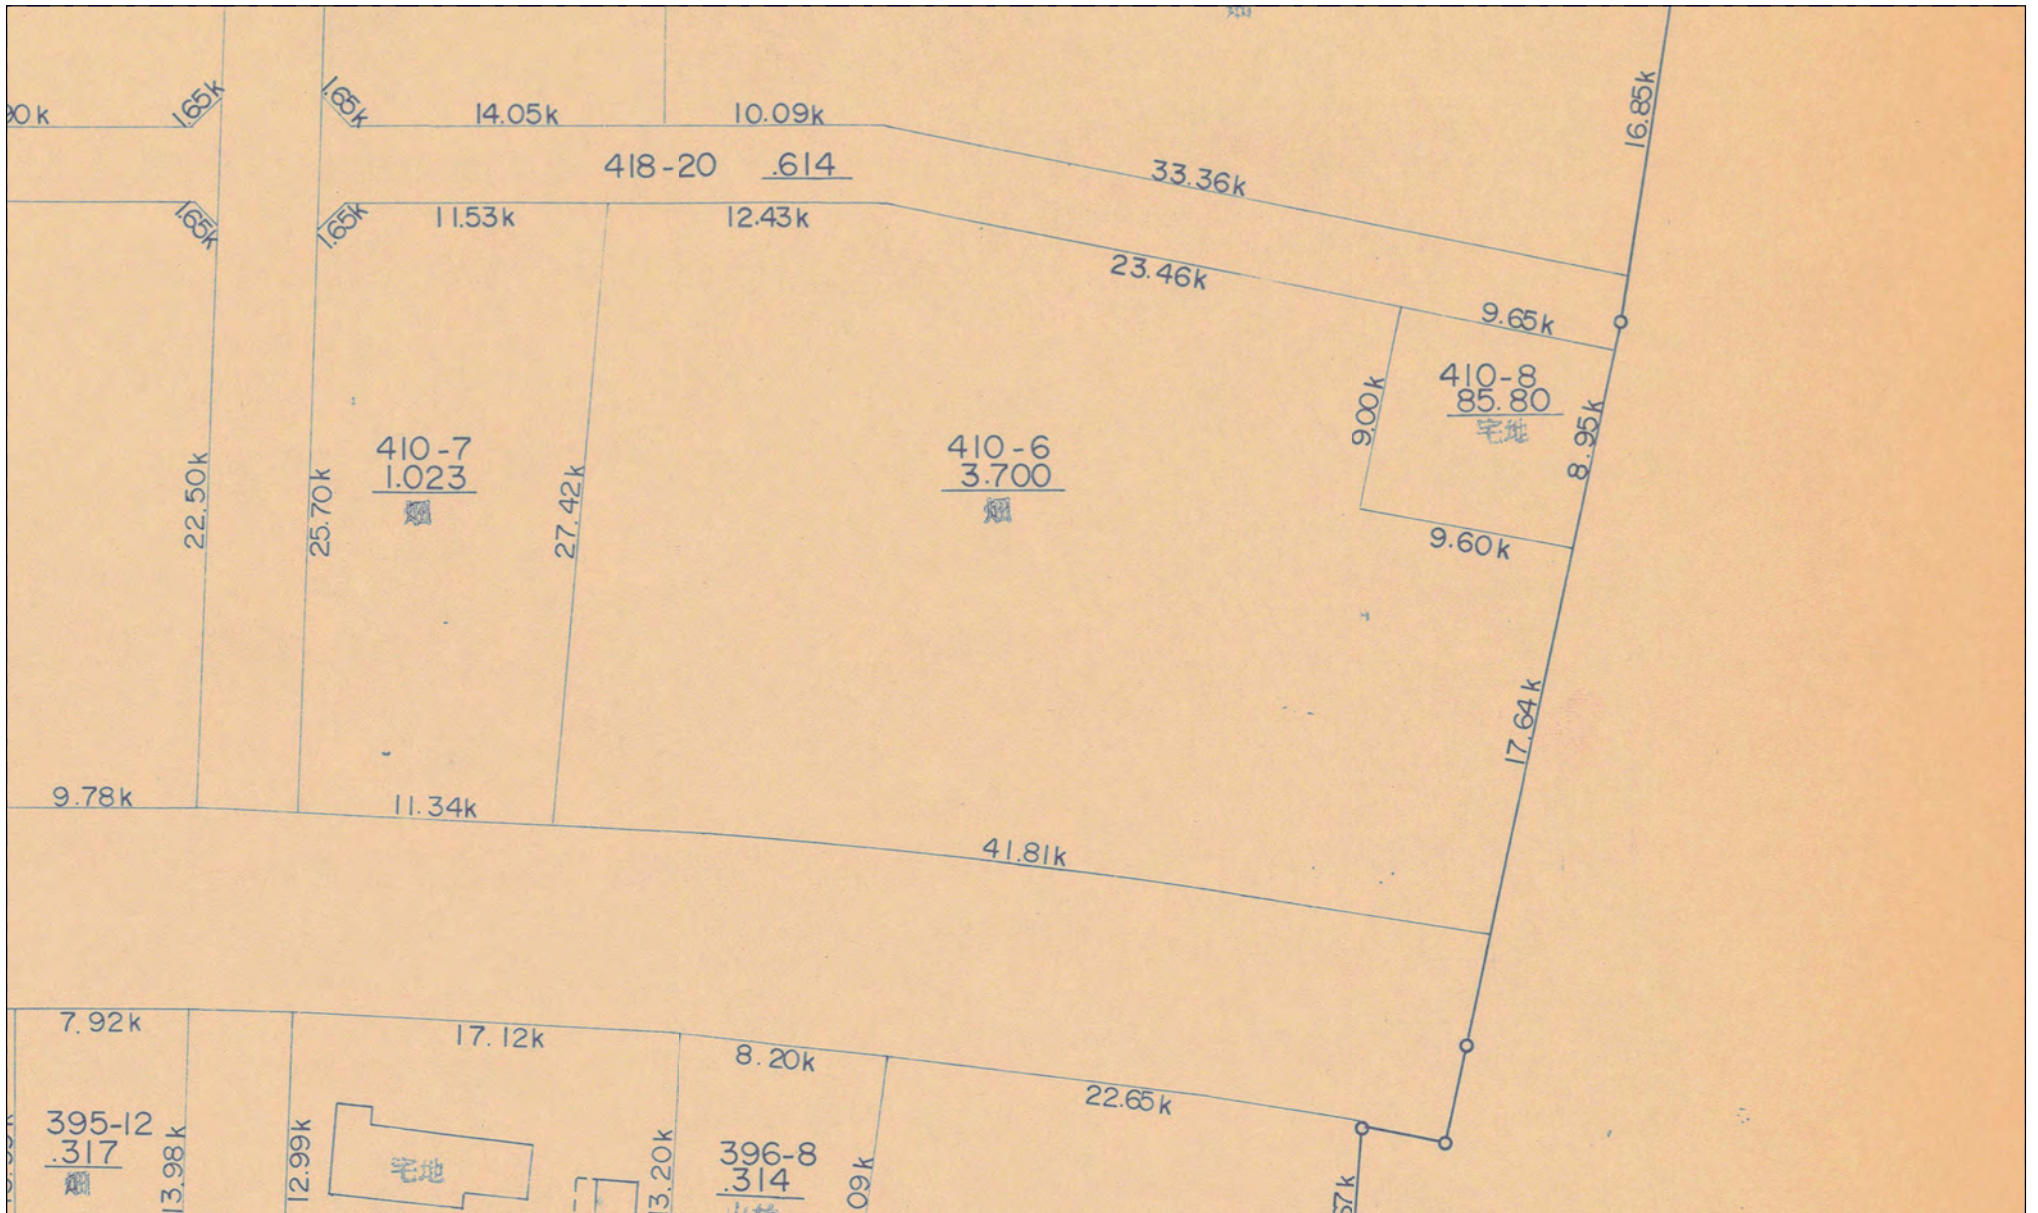 1.65k
1.65k
16.85k
14.05k
10.09k
418-20 .614
33.36k
1.65k
1.65k
11.53k
12.43k
23.46k
9.65k
410-8
85.80
宅地
9.00k
8.95k
9.60k
410-7
1.023
畑
410-6
3.700
畑
22.50k
25.70k
27.42k
17.64k
9.78k
11.34k
41.81k
7.92k
17.12k
8.20k
22.65k
395-12
.317
畑
13.98k
12.99k
宅地
13.20k
396-8
.314